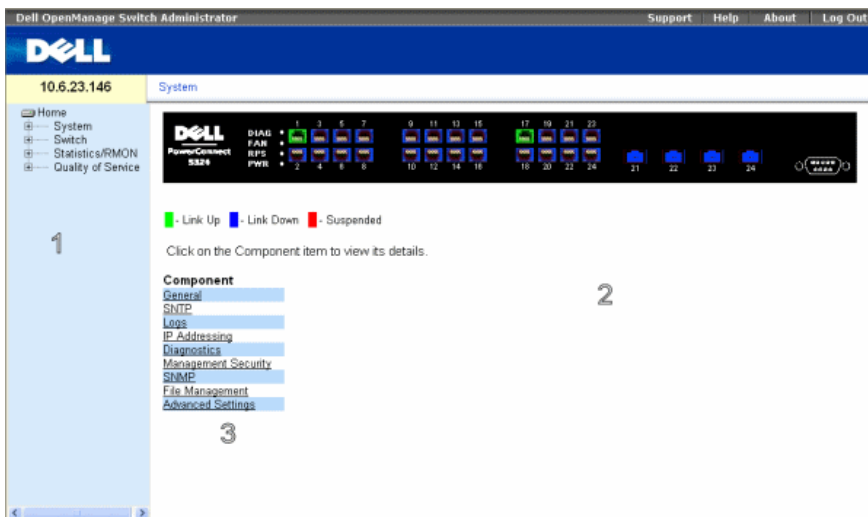 Dell OpenManage Switch Administrator Support Help About Log Out
DELL
10.6.23.146
System
Home
System
Switch
Statistics/RMON
Quality of Service
1
DELL
PowerConnect
5324
DIAG
FAN
RPS
PWR
1 3 5 7 9 11 13 15 17 19 21 23
2 4 6 8 10 12 14 16 18 20 22 24
21 22 23 24
- Link Up - Link Down - Suspended
Click on the Component item to view its details.
Component
General
SNTP
Logs
IP Addressing
Diagnostics
Management Security
SNMP
File Management
Advanced Settings
2
3